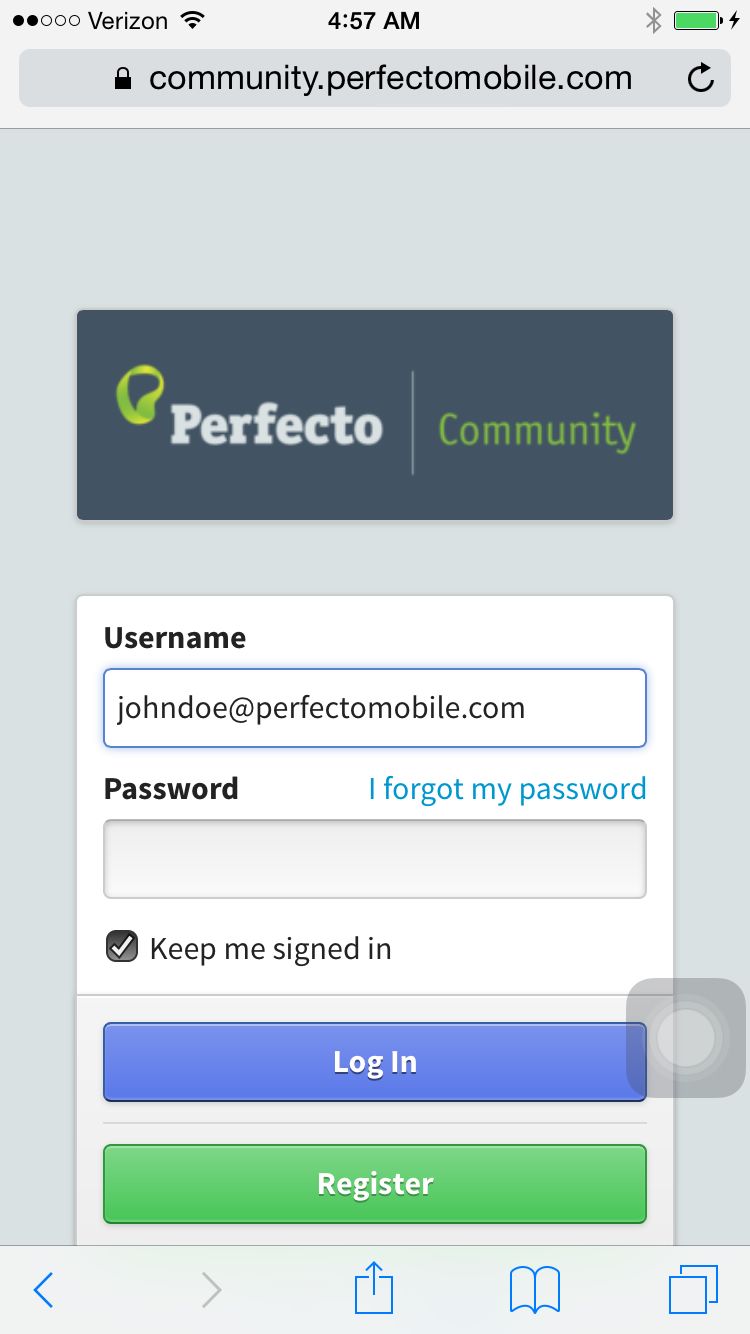 Verizon 4:57 AM
community.perfectomobile.com
Perfecto Community
Username
johndoe@perfectomobile.com
Password I forgot my password
Keep me signed in
Log In
Register